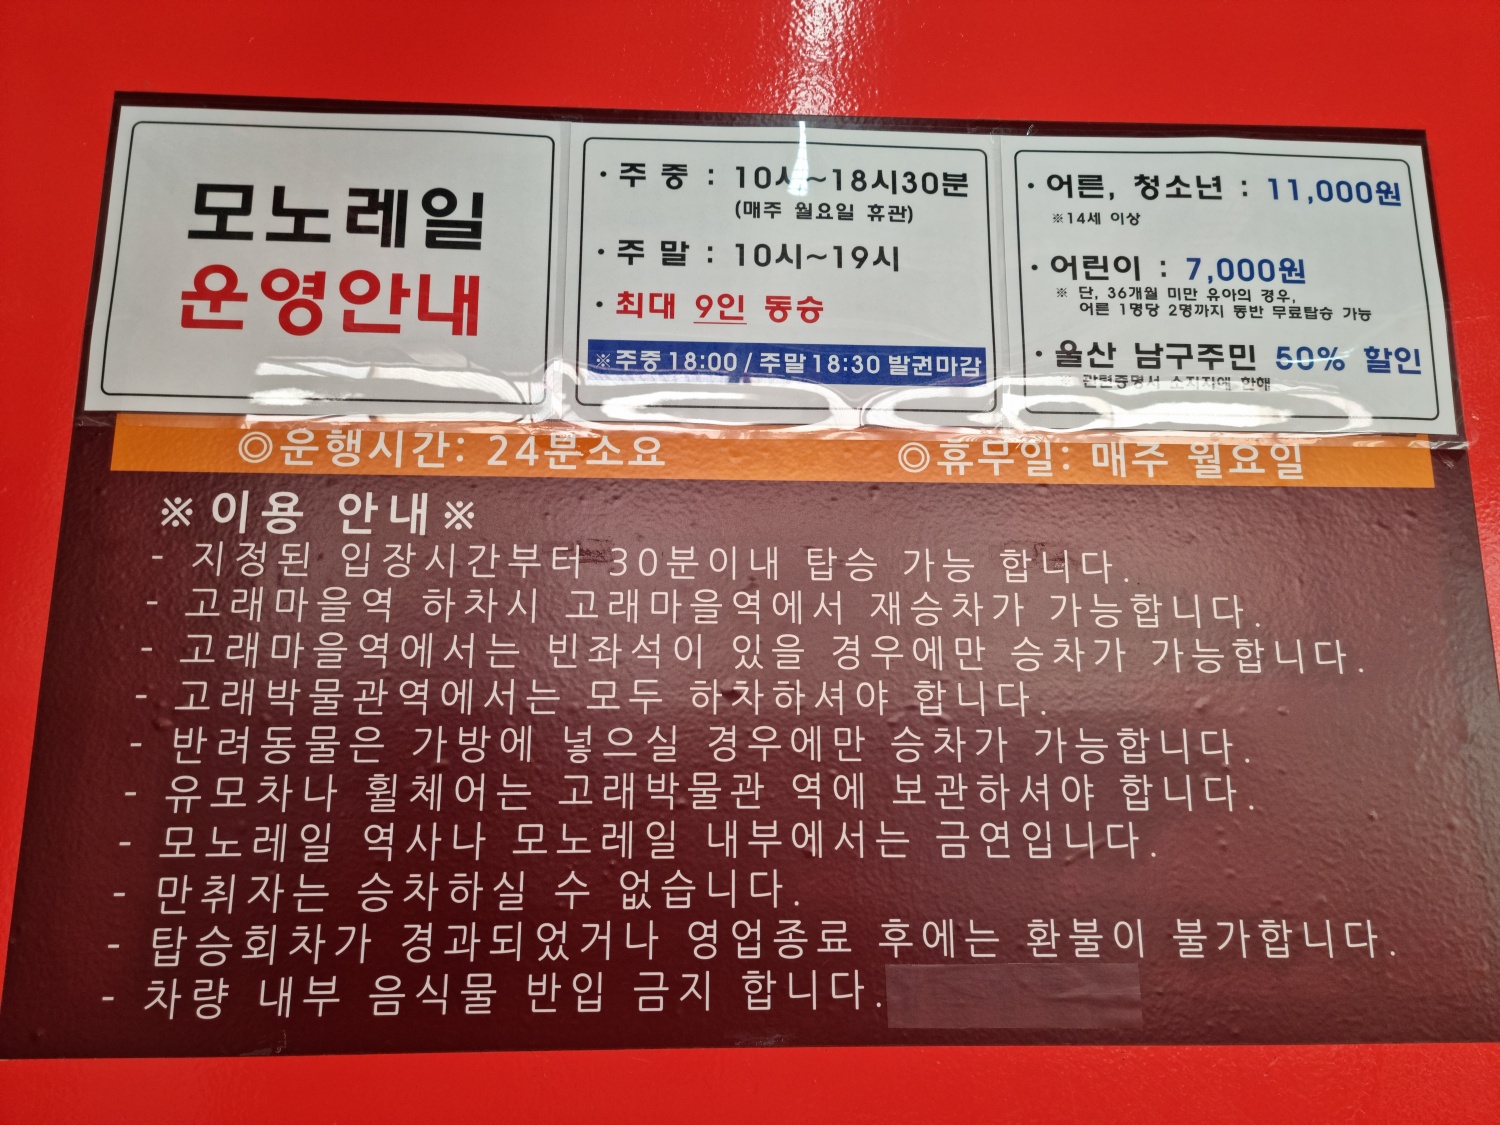 모노레일
운영안내
· 주 중 : 10시~18시30분
(매주 월요일 휴관)
· 주 말 : 10시~19시
· 최대 9인 동승
※주중 18:00 / 주말 18:30 발권마감
· 어른, 청소년 : 11,000원
※14세 이상
· 어린이 : 7,000원
※ 단, 36개월 미만 유아의 경우,
어른 1명당 2명까지 동반 무료탑승 가능
· 울산 남구주민 50% 할인
※ 관련증명서 소지자에 한해
◎운행시간: 24분소요
◎휴무일: 매주 월요일
※이용 안내※
- 지정된 입장시간부터 30분이내 탑승 가능 합니다.
- 고래마을역 하차시 고래마을역에서 재승차가 가능합니다.
- 고래마을역에서는 빈좌석이 있을 경우에만 승차가 가능합니다.
- 고래박물관역에서는 모두 하차하셔야 합니다.
- 반려동물은 가방에 넣으실 경우에만 승차가 가능합니다.
- 유모차나 휠체어는 고래박물관 역에 보관하셔야 합니다.
- 모노레일 역사나 모노레일 내부에서는 금연입니다.
- 만취자는 승차하실 수 없습니다.
- 탑승회차가 경과되었거나 영업종료 후에는 환불이 불가합니다.
- 차량 내부 음식물 반입 금지 합니다.